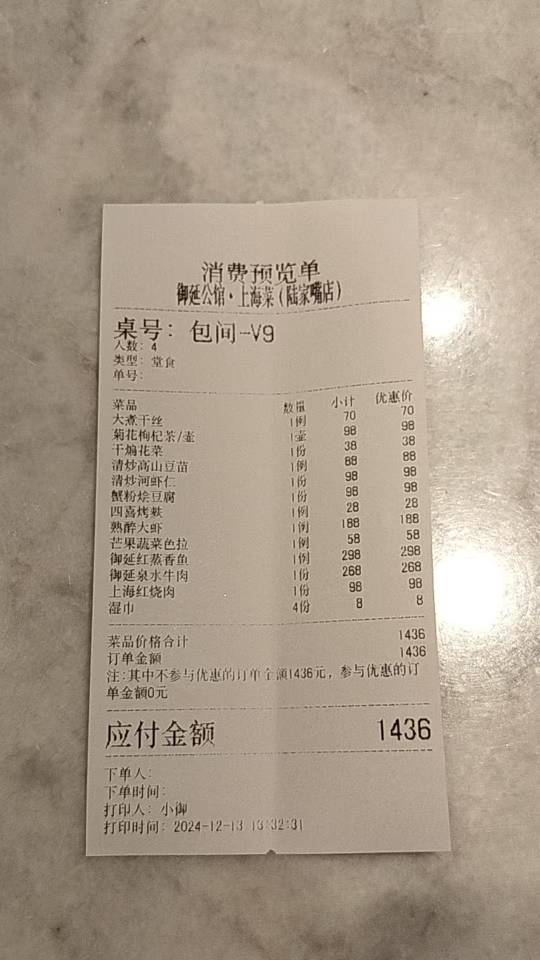 消费预览单
御延公馆·上海菜(陆家嘴店)
桌号: 包间-V9
人数: 4
类型: 堂食
单号:
菜品 数量 小计 优惠价
大煮干丝 1例 70 70
菊花枸杞茶/壶 1壶 98 98
干煸花菜 1份 38 38
清炒高山豆苗 1例 88 88
清炒河虾仁 1份 98 98
蟹粉烩豆腐 1份 98 98
四喜烤麸 1例 28 28
熟醉大虾 1例 188 188
芒果蔬菜色拉 1例 58 58
御延红蒸香鱼 1例 298 298
御延泉水牛肉 1份 268 268
上海红烧肉 1份 98 98
湿巾 4份 8 8
菜品价格合计 1436
订单金额 1436
注:其中不参与优惠的订单金额1436元，参与优惠的订
单金额0元
应付金额 1436
下单人:
下单时间:
打印人: 小御
打印时间: 2024-12-13 13:32:31